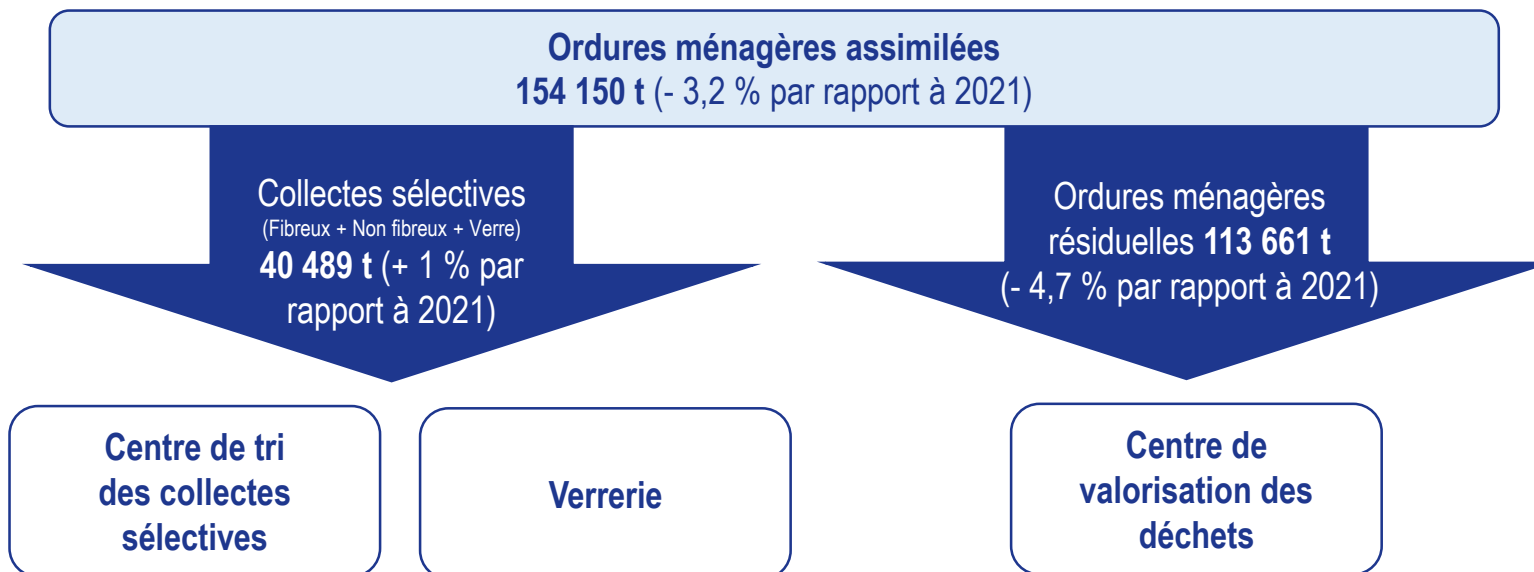 Ordures ménagères assimilées
154 150 t (- 3,2 % par rapport à 2021)
Collectes sélectives
(Fibreux + Non fibreux + Verre)
40 489 t (+ 1 % par
rapport à 2021)
Ordures ménagères
résiduelles 113 661 t
(- 4,7 % par rapport à 2021)
Centre de tri
des collectes
sélectives
Verrerie
Centre de
valorisation des
déchets